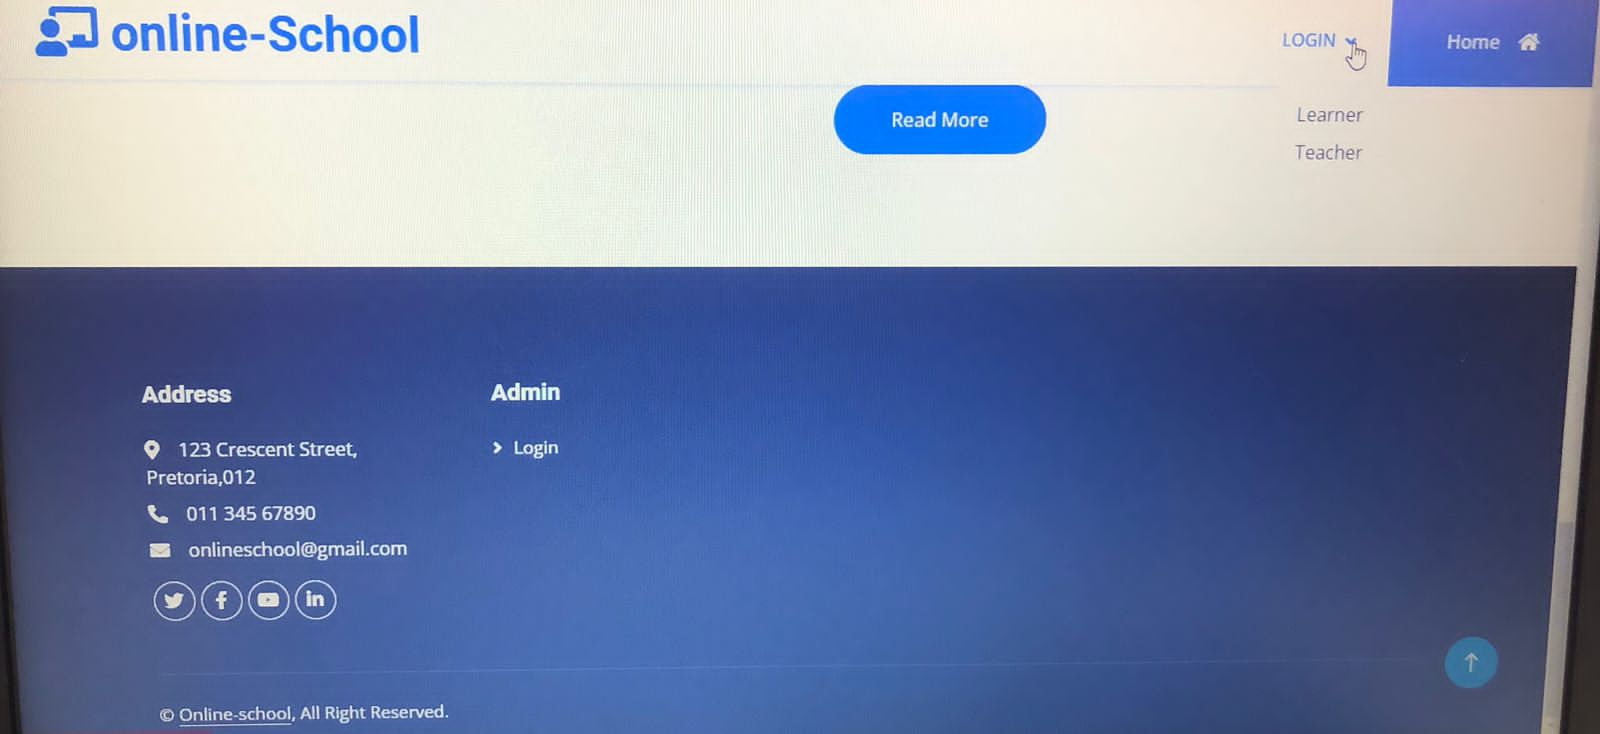 online-School
LOGIN
Home
Read More
Learner
Teacher
Address
Admin
123 Crescent Street,
Pretoria,012
Login
011 345 67890
onlineschool@gmail.com
© Online-school, All Right Reserved.